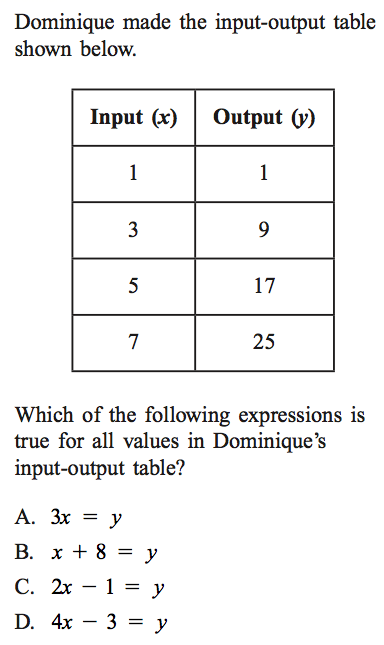 Dominique made the input-output table
shown below.
Input (x) Output (y)
1 1
3 9
5 17
7 25
Which of the following expressions is
true for all values in Dominique’s
input-output table?
A. 3x = y
B. x + 8 = y
C. 2x − 1 = y
D. 4x − 3 = y